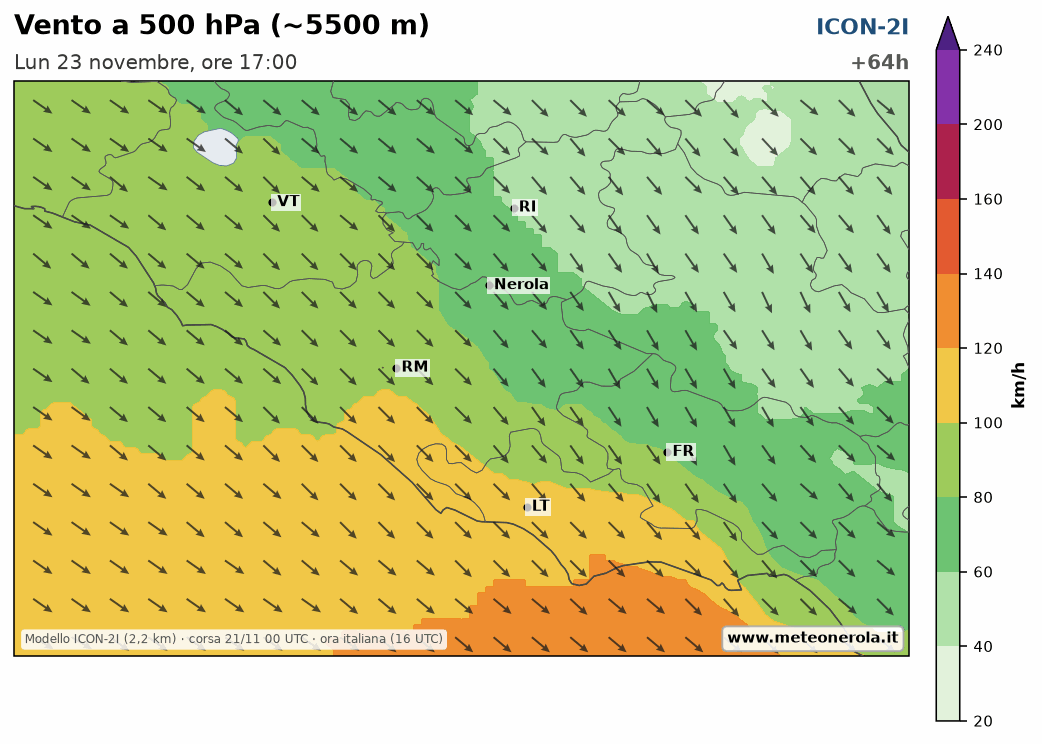 Vento a 500 hPa (~5500 m)
ICON-2I
Lun 23 novembre, ore 17:00
+64h
VT
RI
Nerola
RM
FR
LT
Modello ICON-2I (2,2 km) · corsa 21/11 00 UTC · ora italiana (16 UTC)
www.meteonerola.it
240
200
160
140
120
100
80
60
40
20
km/h